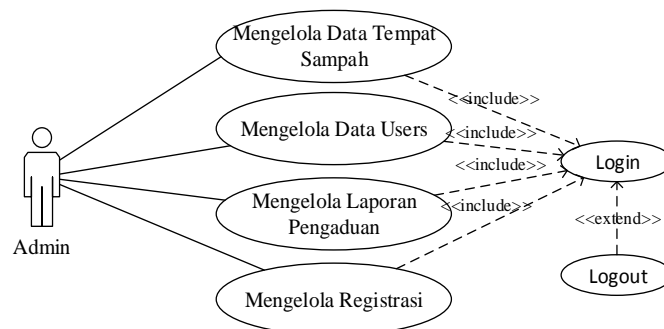 Mengelola Data Tempat
Sampah
<<include>>
Mengelola Data Users
<<include>>
Login
<<include>>
Mengelola Laporan
Pengaduan
<<include>>
<<extend>>
Admin
Logout
Mengelola Registrasi